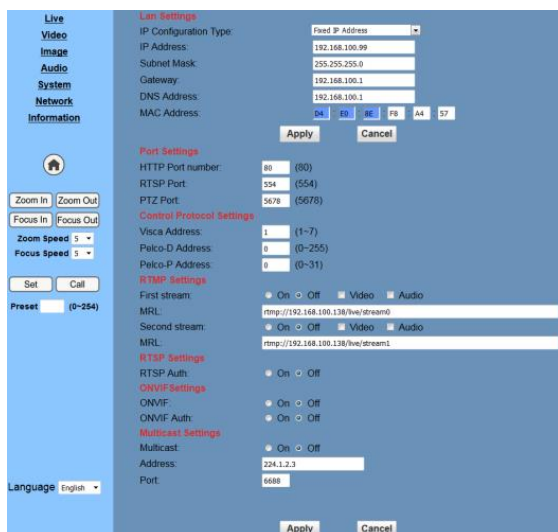 Live
Video
Image
Audio
System
Network
Information
Zoom In Zoom Out
Focus In Focus Out
Zoom Speed 5
Focus Speed 5
Set Call
Preset (0~254)
Language English
Lan Settings
IP Configuration Type: Fixed IP Address
IP Address: 192.168.100.99
Subnet Mask: 255.255.255.0
Gateway: 192.168.100.1
DNS Address: 192.168.100.1
MAC Address: D4 : E0 : 8E : F8 : A4 : 57
Apply Cancel
Port Settings
HTTP Port number: 80 (80)
RTSP Port: 554 (554)
PTZ Port: 5678 (5678)
Control Protocol Settings
Visca Address: 1 (1~7)
Pelco-D Address: 0 (0~255)
Pelco-P Address: 0 (0~31)
RTMP Settings
First stream: On Off Video Audio
MRL: rtmp://192.168.100.138/live/stream0
Second stream: On Off Video Audio
MRL: rtmp://192.168.100.138/live/stream1
RTSP Settings
RTSP Auth: On Off
ONVIFSettings
ONVIF: On Off
ONVIF Auth: On Off
Multicast Settings
Multicast: On Off
Address: 224.1.2.3
Port: 6688
Apply Cancel